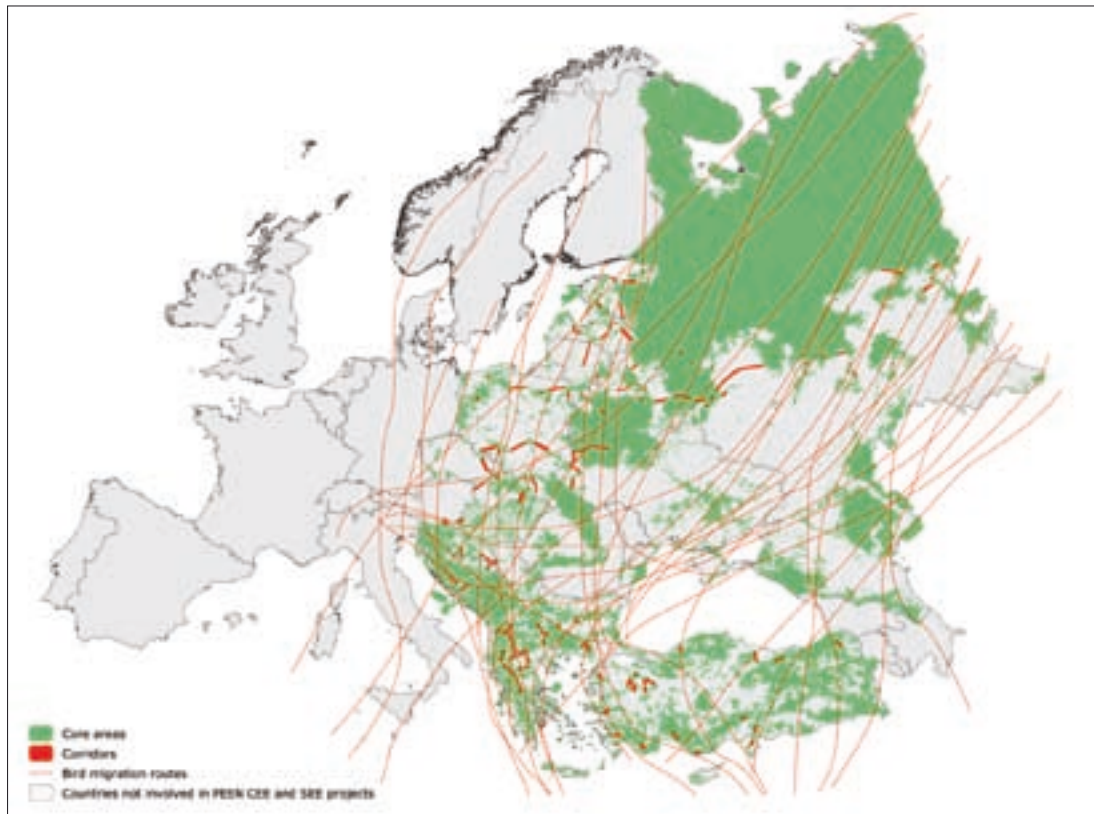 Core areas
Corridors
Bird migration routes
Countries not involved in PEEN CEE and SEE projects